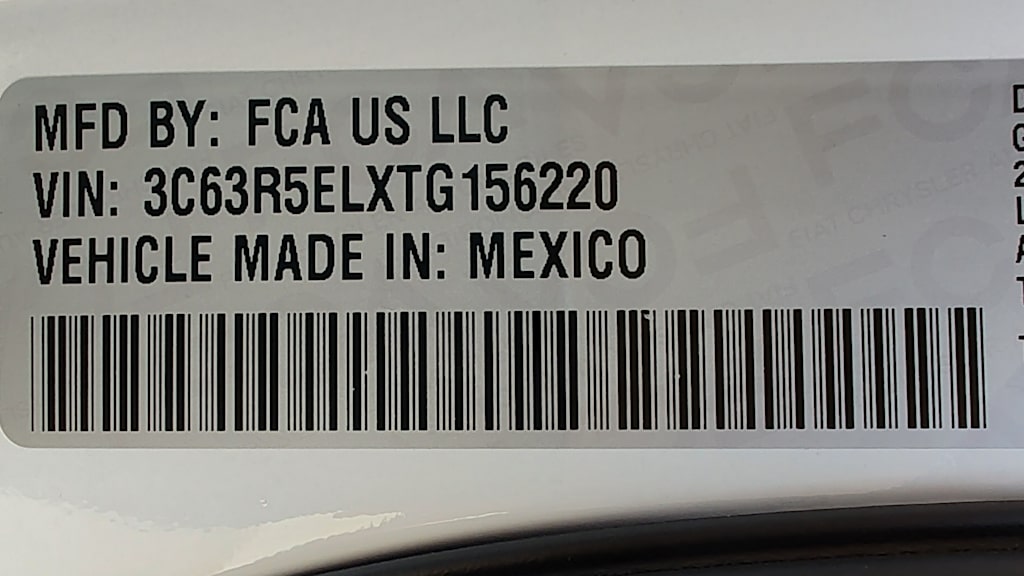 MFD BY: FCA US LLC
VIN: 3C63R5ELXTG156220
VEHICLE MADE IN: MEXICO